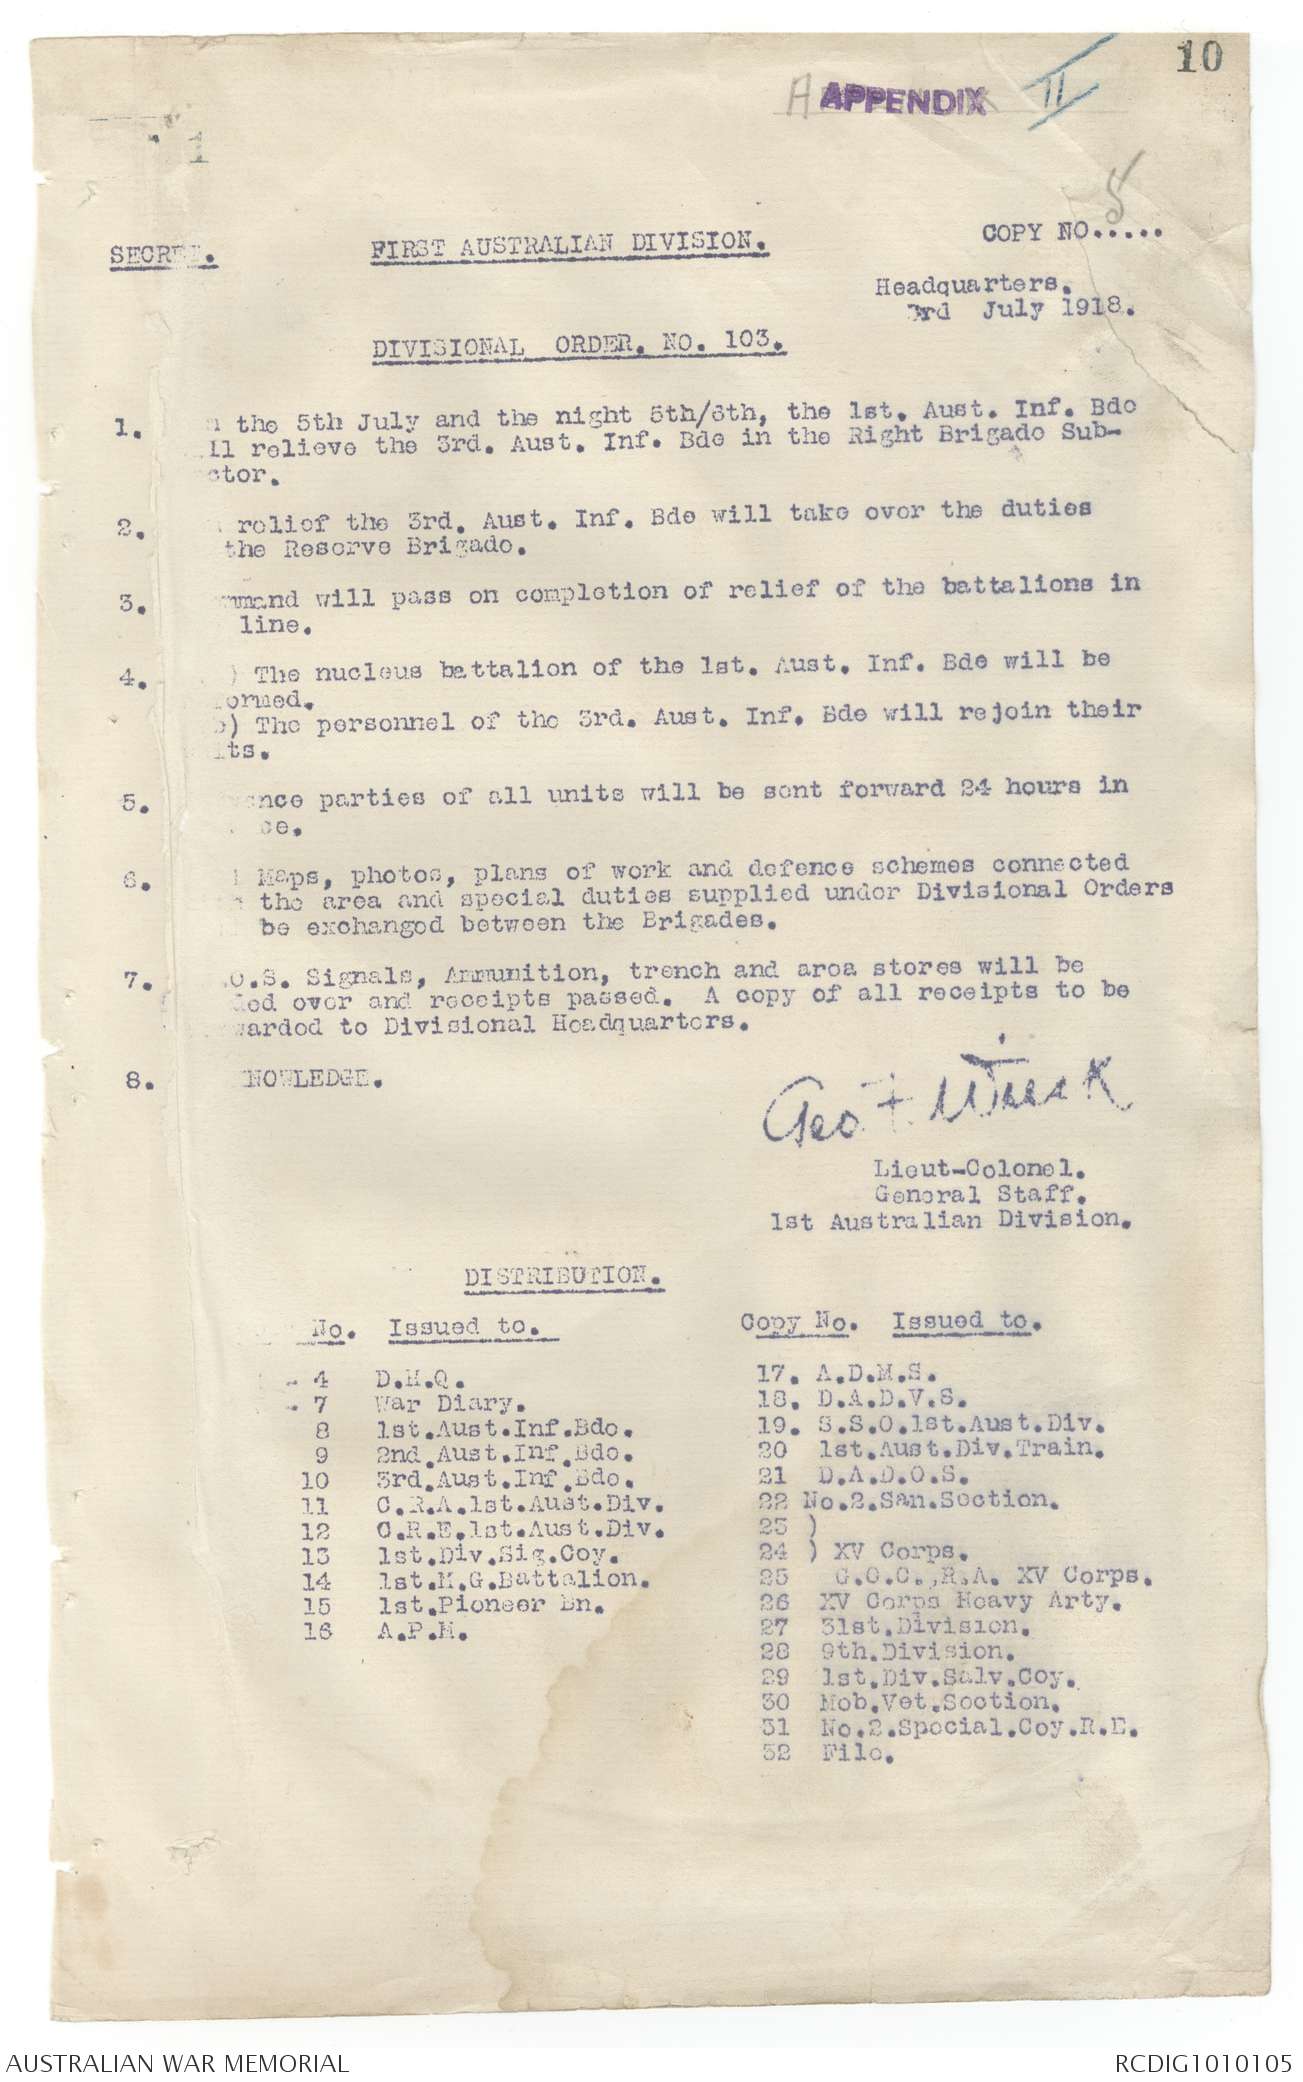 10
APPENDIX II
1
SECRET.
FIRST AUSTRALIAN DIVISION.
COPY NO. 5 ....
Headquarters.
3rd July 1918.
DIVISIONAL ORDER. NO. 103.
1. n the 5th July and the night 5th/6th, the 1st. Aust. Inf. Bde
ll relieve the 3rd. Aust. Inf. Bde in the Right Brigade Sub-
ctor.
2. relief the 3rd. Aust. Inf. Bde will take over the duties
the Reserve Brigade.
3. mmand will pass on completion of relief of the battalions in
line.
4. ) The nucleus battalion of the 1st. Aust. Inf. Bde will be
formed.
b) The personnel of the 3rd. Aust. Inf. Bde will rejoin their
its.
5. ance parties of all units will be sent forward 24 hours in
ce.
6. Maps, photos, plans of work and defence schemes connected
the area and special duties supplied under Divisional Orders
be exchanged between the Brigades.
7. .O.S. Signals, Ammunition, trench and area stores will be
ded over and receipts passed. A copy of all receipts to be
warded to Divisional Headquarters.
8. NOWLEDGE.
Lieut-Colonel.
General Staff.
1st Australian Division.
DISTRIBUTION.
No. Issued to.
- 4 D.H.Q.
- 7 War Diary.
8 1st.Aust.Inf.Bde.
9 2nd.Aust.Inf.Bde.
10 3rd.Aust.Inf.Bde.
11 C.R.A.1st.Aust.Div.
12 C.R.E.1st.Aust.Div.
13 1st.Div.Sig.Coy.
14 1st.M.G.Battalion.
15 1st.Pioneer Bn.
16 A.P.M.
Copy No. Issued to.
17. A.D.M.S.
18. D.A.D.V.S.
19. S.S.O.1st.Aust.Div.
20 1st.Aust.Div.Train.
21 D.A.D.O.S.
22 No.2.San.Section.
23 )
24 ) XV Corps.
25 G.O.C.,R.A. XV Corps.
26 XV Corps Heavy Arty.
27 31st.Division.
28 9th.Division.
29 1st.Div.Salv.Coy.
30 Mob.Vet.Section.
31 No.2.Special.Coy.R.E.
32 File.
AUSTRALIAN WAR MEMORIAL
RCDIG1010105